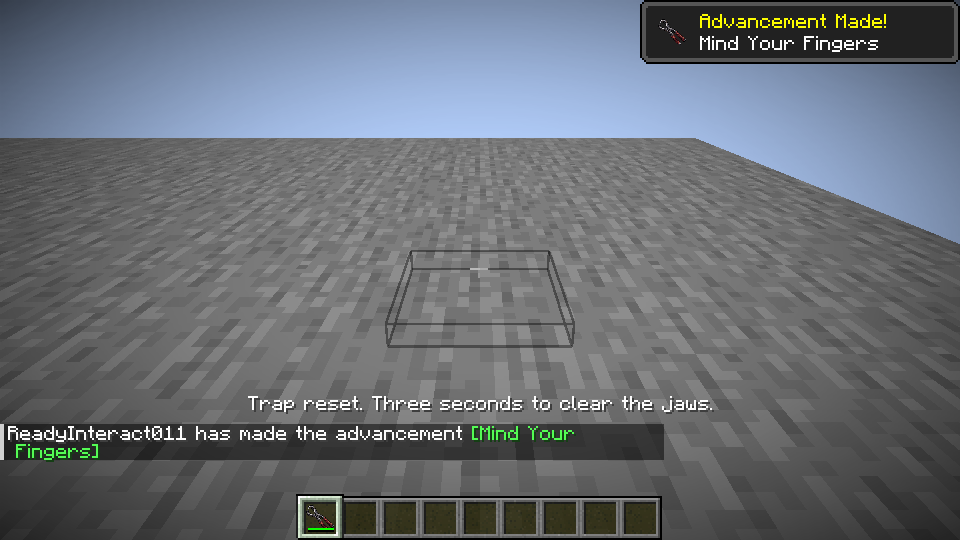 Advancement Made!
Mind Your Fingers
Trap reset. Three seconds to clear the jaws.
ReadyInteract011 has made the advancement [Mind Your
Fingers]